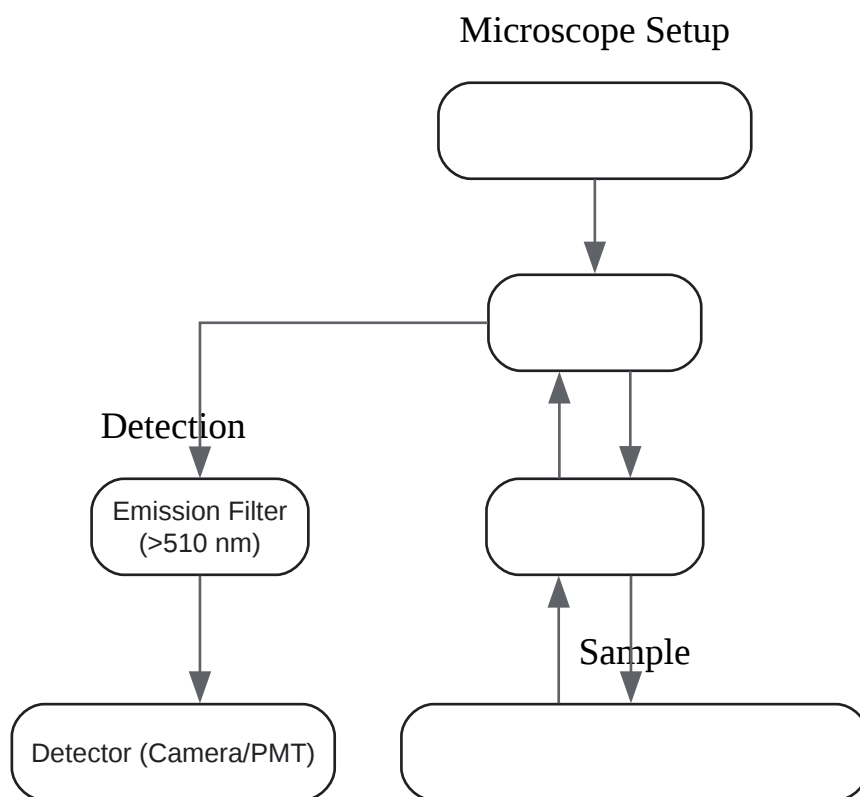 Microscope Setup
Detection
Emission Filter
(>510 nm)
Sample
Detector (Camera/PMT)